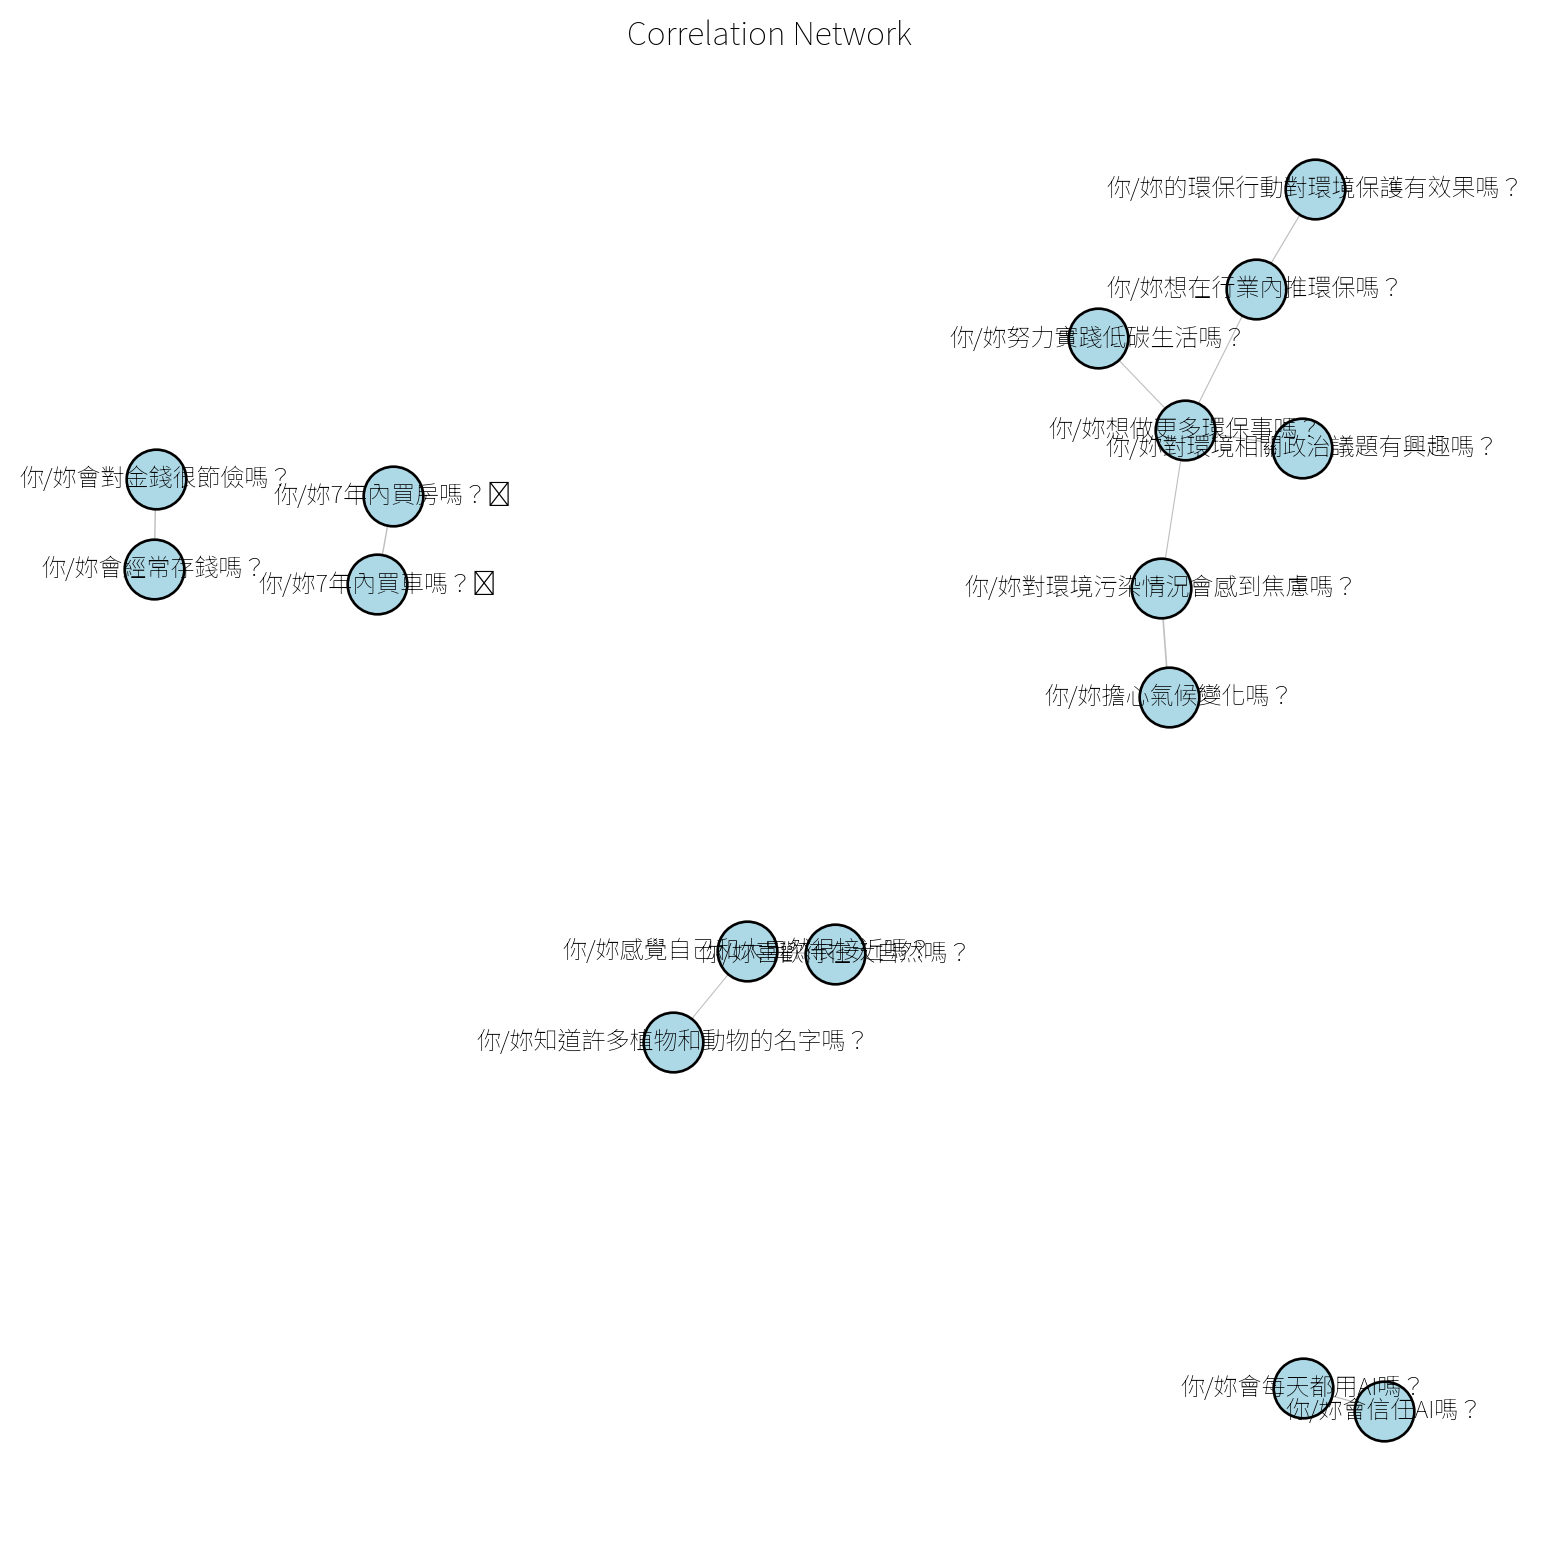 Correlation Network
你/妳的環保行動對環境保護有效果嗎？
你/妳想在行業內推環保嗎？
你/妳努力實踐低碳生活嗎？
你/妳想做更多環保事嗎？
你/妳對環境相關政治議題有興趣嗎？
你/妳會對金錢很節儉嗎？
你/妳7年內買房嗎？
你/妳會經常存錢嗎？
你/妳7年內買車嗎？
你/妳對環境污染情況會感到焦慮嗎？
你/妳擔心氣候變化嗎？
你/妳感覺自己和大自然很接近嗎？
你/妳喜歡待在大自然嗎？
你/妳知道許多植物和動物的名字嗎？
你/妳會每天都用AI嗎？
你/妳會信任AI嗎？